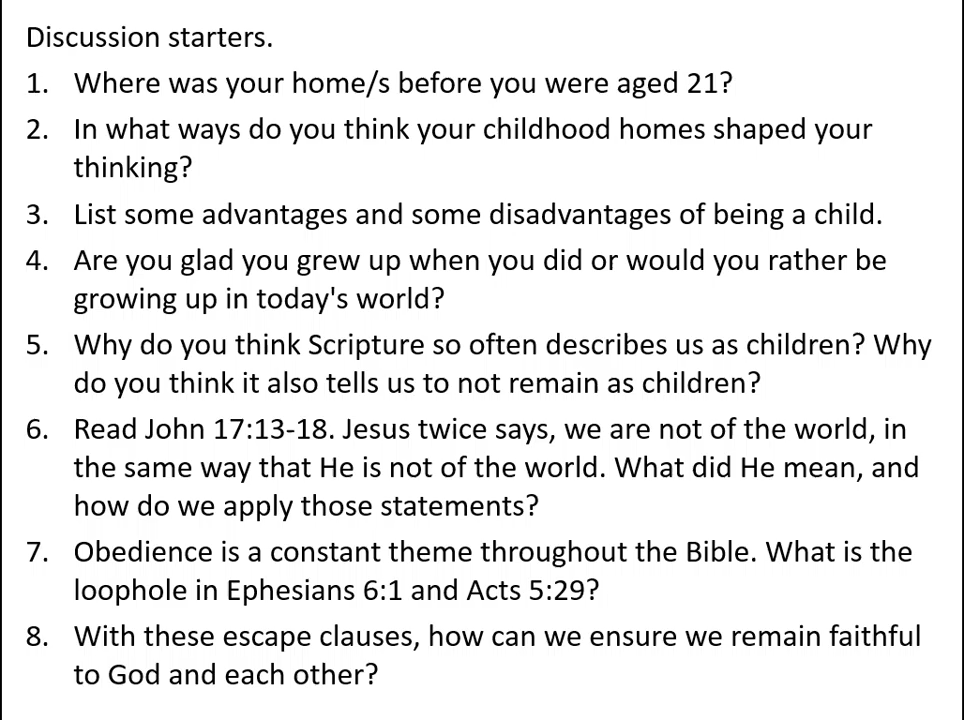 Discussion starters.
1. Where was your home/s before you were aged 21?
2. In what ways do you think your childhood homes shaped your
thinking?
3. List some advantages and some disadvantages of being a child.
4. Are you glad you grew up when you did or would you rather be
growing up in today's world?
5. Why do you think Scripture so often describes us as children? Why
do you think it also tells us to not remain as children?
6. Read John 17:13-18. Jesus twice says, we are not of the world, in
the same way that He is not of the world. What did He mean, and
how do we apply those statements?
7. Obedience is a constant theme throughout the Bible. What is the
loophole in Ephesians 6:1 and Acts 5:29?
8. With these escape clauses, how can we ensure we remain faithful
to God and each other?